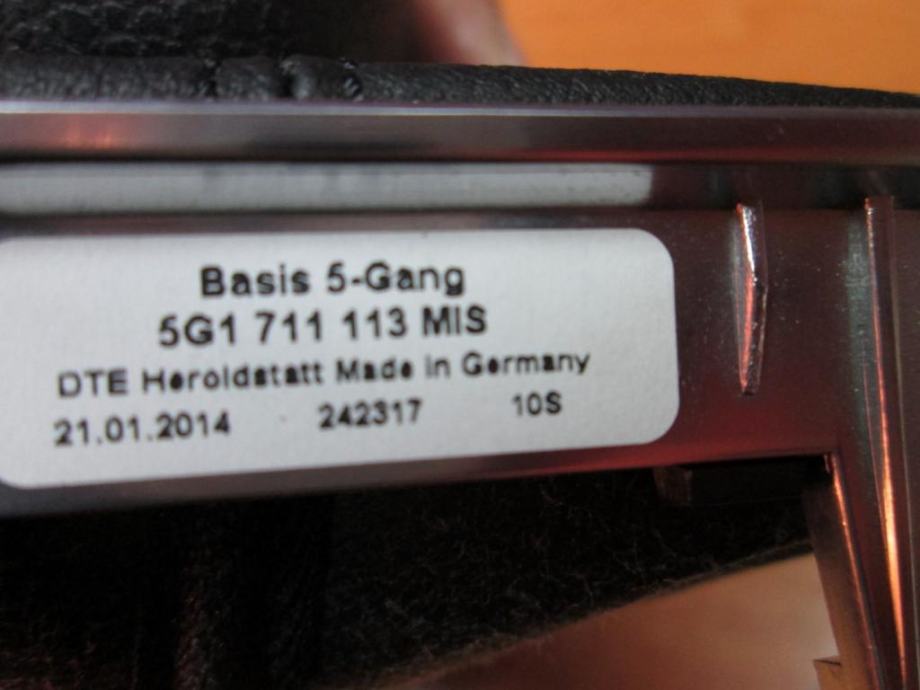 Basis 5-Gang
5G1 711 113 MIS
DTE Heroldstatt Made in Germany
21.01.2014 242317 10S